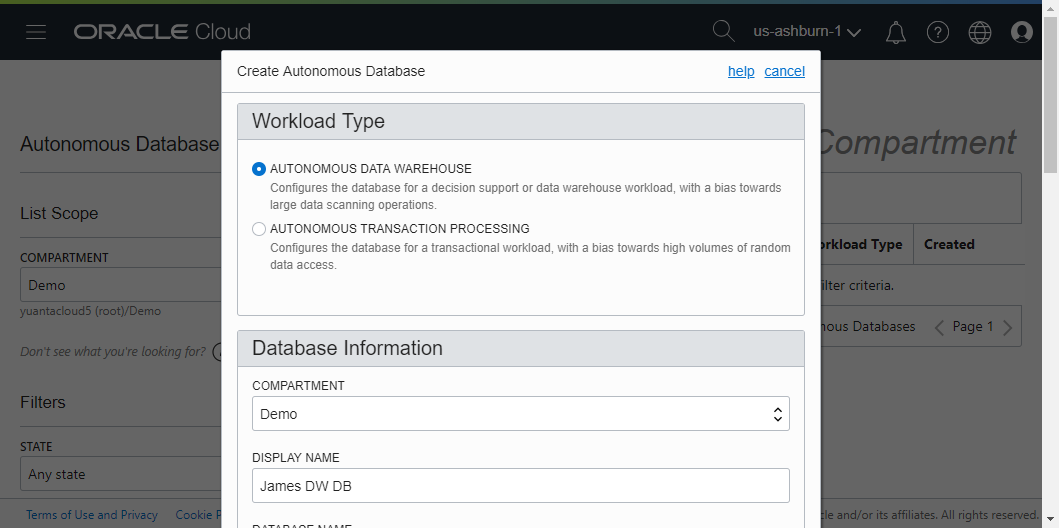 ORACLE Cloud
us-ashburn-1
Create Autonomous Database
help
cancel
Workload Type
AUTONOMOUS DATA WAREHOUSE
Configures the database for a decision support or data warehouse workload, with a bias towards
large data scanning operations.
AUTONOMOUS TRANSACTION PROCESSING
Configures the database for a transactional workload, with a bias towards high volumes of random
data access.
Database Information
COMPARTMENT
Demo
DISPLAY NAME
James DW DB
DATABASE NAME
Autonomous Database
List Scope
COMPARTMENT
Demo
yuantacloud5 (root)/Demo
Don't see what you're looking for?
Filters
STATE
Any state
Compartment
Type
Created
criteria.
Databases
Page 1
Terms of Use and Privacy
Cookie
and/or its affiliates. All rights reserved.